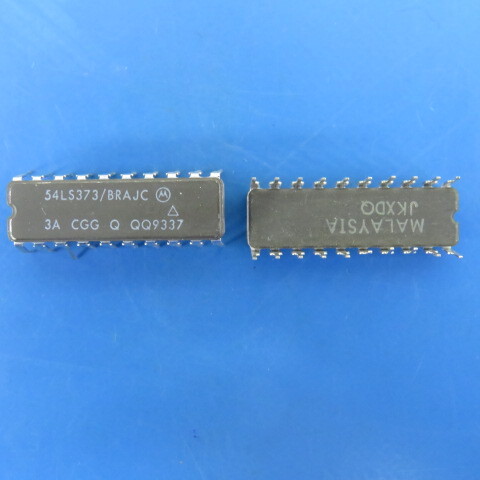 54LS373/BRAJC
3A CGG Q QQ9337
MALAYSIA
JKXDQ